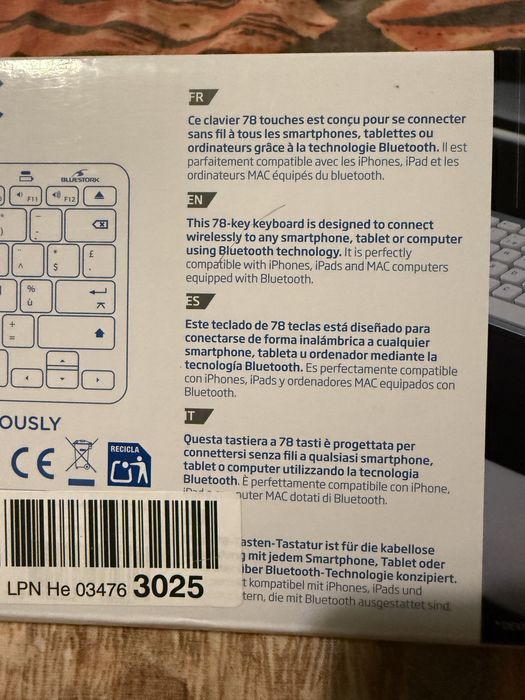 BLUESTORK
F11
F12
°
)
_
-
^
¨
*
$
£
%
ù
+
=
FR
Ce clavier 78 touches est conçu pour se connecter
sans fil à tous les smartphones, tablettes ou
ordinateurs grâce à la technologie Bluetooth. Il est
parfaitement compatible avec les iPhones, iPad et les
ordinateurs MAC équipés du bluetooth.
EN
This 78-key keyboard is designed to connect
wirelessly to any smartphone, tablet or computer
using Bluetooth technology. It is perfectly
compatible with iPhones, iPads and MAC computers
equipped with Bluetooth.
ES
Este teclado de 78 teclas está diseñado para
conectarse de forma inalámbrica a cualquier
smartphone, tableta u ordenador mediante la
tecnología Bluetooth. Es perfectamente compatible
con iPhones, iPads y ordenadores MAC equipados con
Bluetooth.
IT
Questa tastiera a 78 tasti è progettata per
connettersi senza fili a qualsiasi smartphone,
tablet o computer utilizzando la tecnologia
Bluetooth. È perfettamente compatibile con iPhone,
iPad e computer MAC dotati di Bluetooth.
asten-Tastatur ist für die kabellose
g mit jedem Smartphone, Tablet oder
über Bluetooth-Technologie konzipiert.
t kompatibel mit iPhones, iPads und
tern, die mit Bluetooth ausgestattet sind.
OUSLY
CE
RECICLA
LPN He 03476 3025